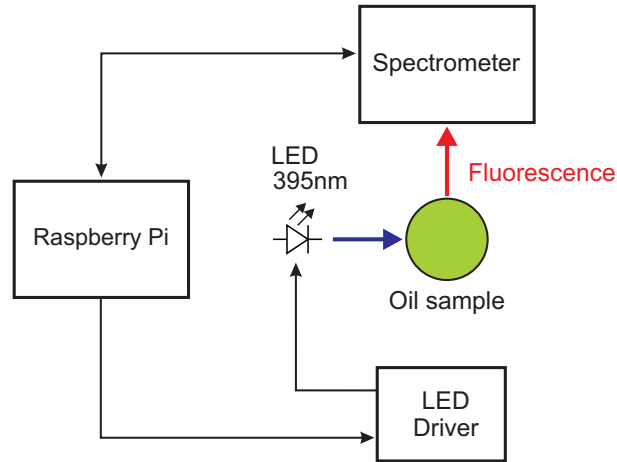 Spectrometer
LED
395nm
Fluorescence
Raspberry Pi
Oil sample
LED
Driver